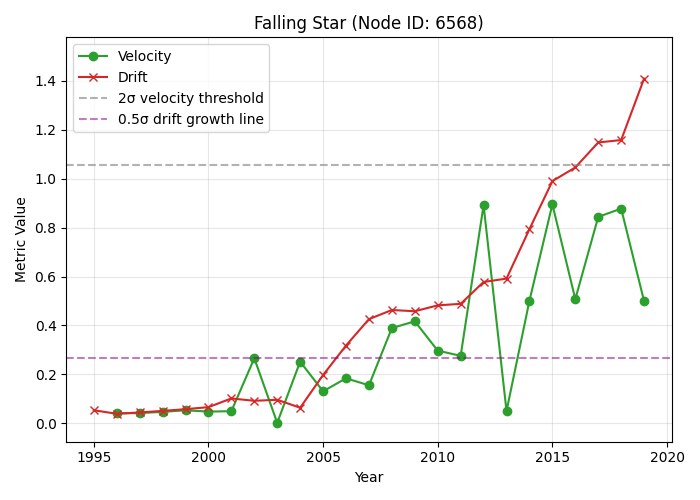 Falling Star (Node ID: 6568)
Velocity
Drift
2σ velocity threshold
0.5σ drift growth line
Metric Value
1.4
1.2
1.0
0.8
0.6
0.4
0.2
0.0
1995 2000 2005 2010 2015 2020
Year